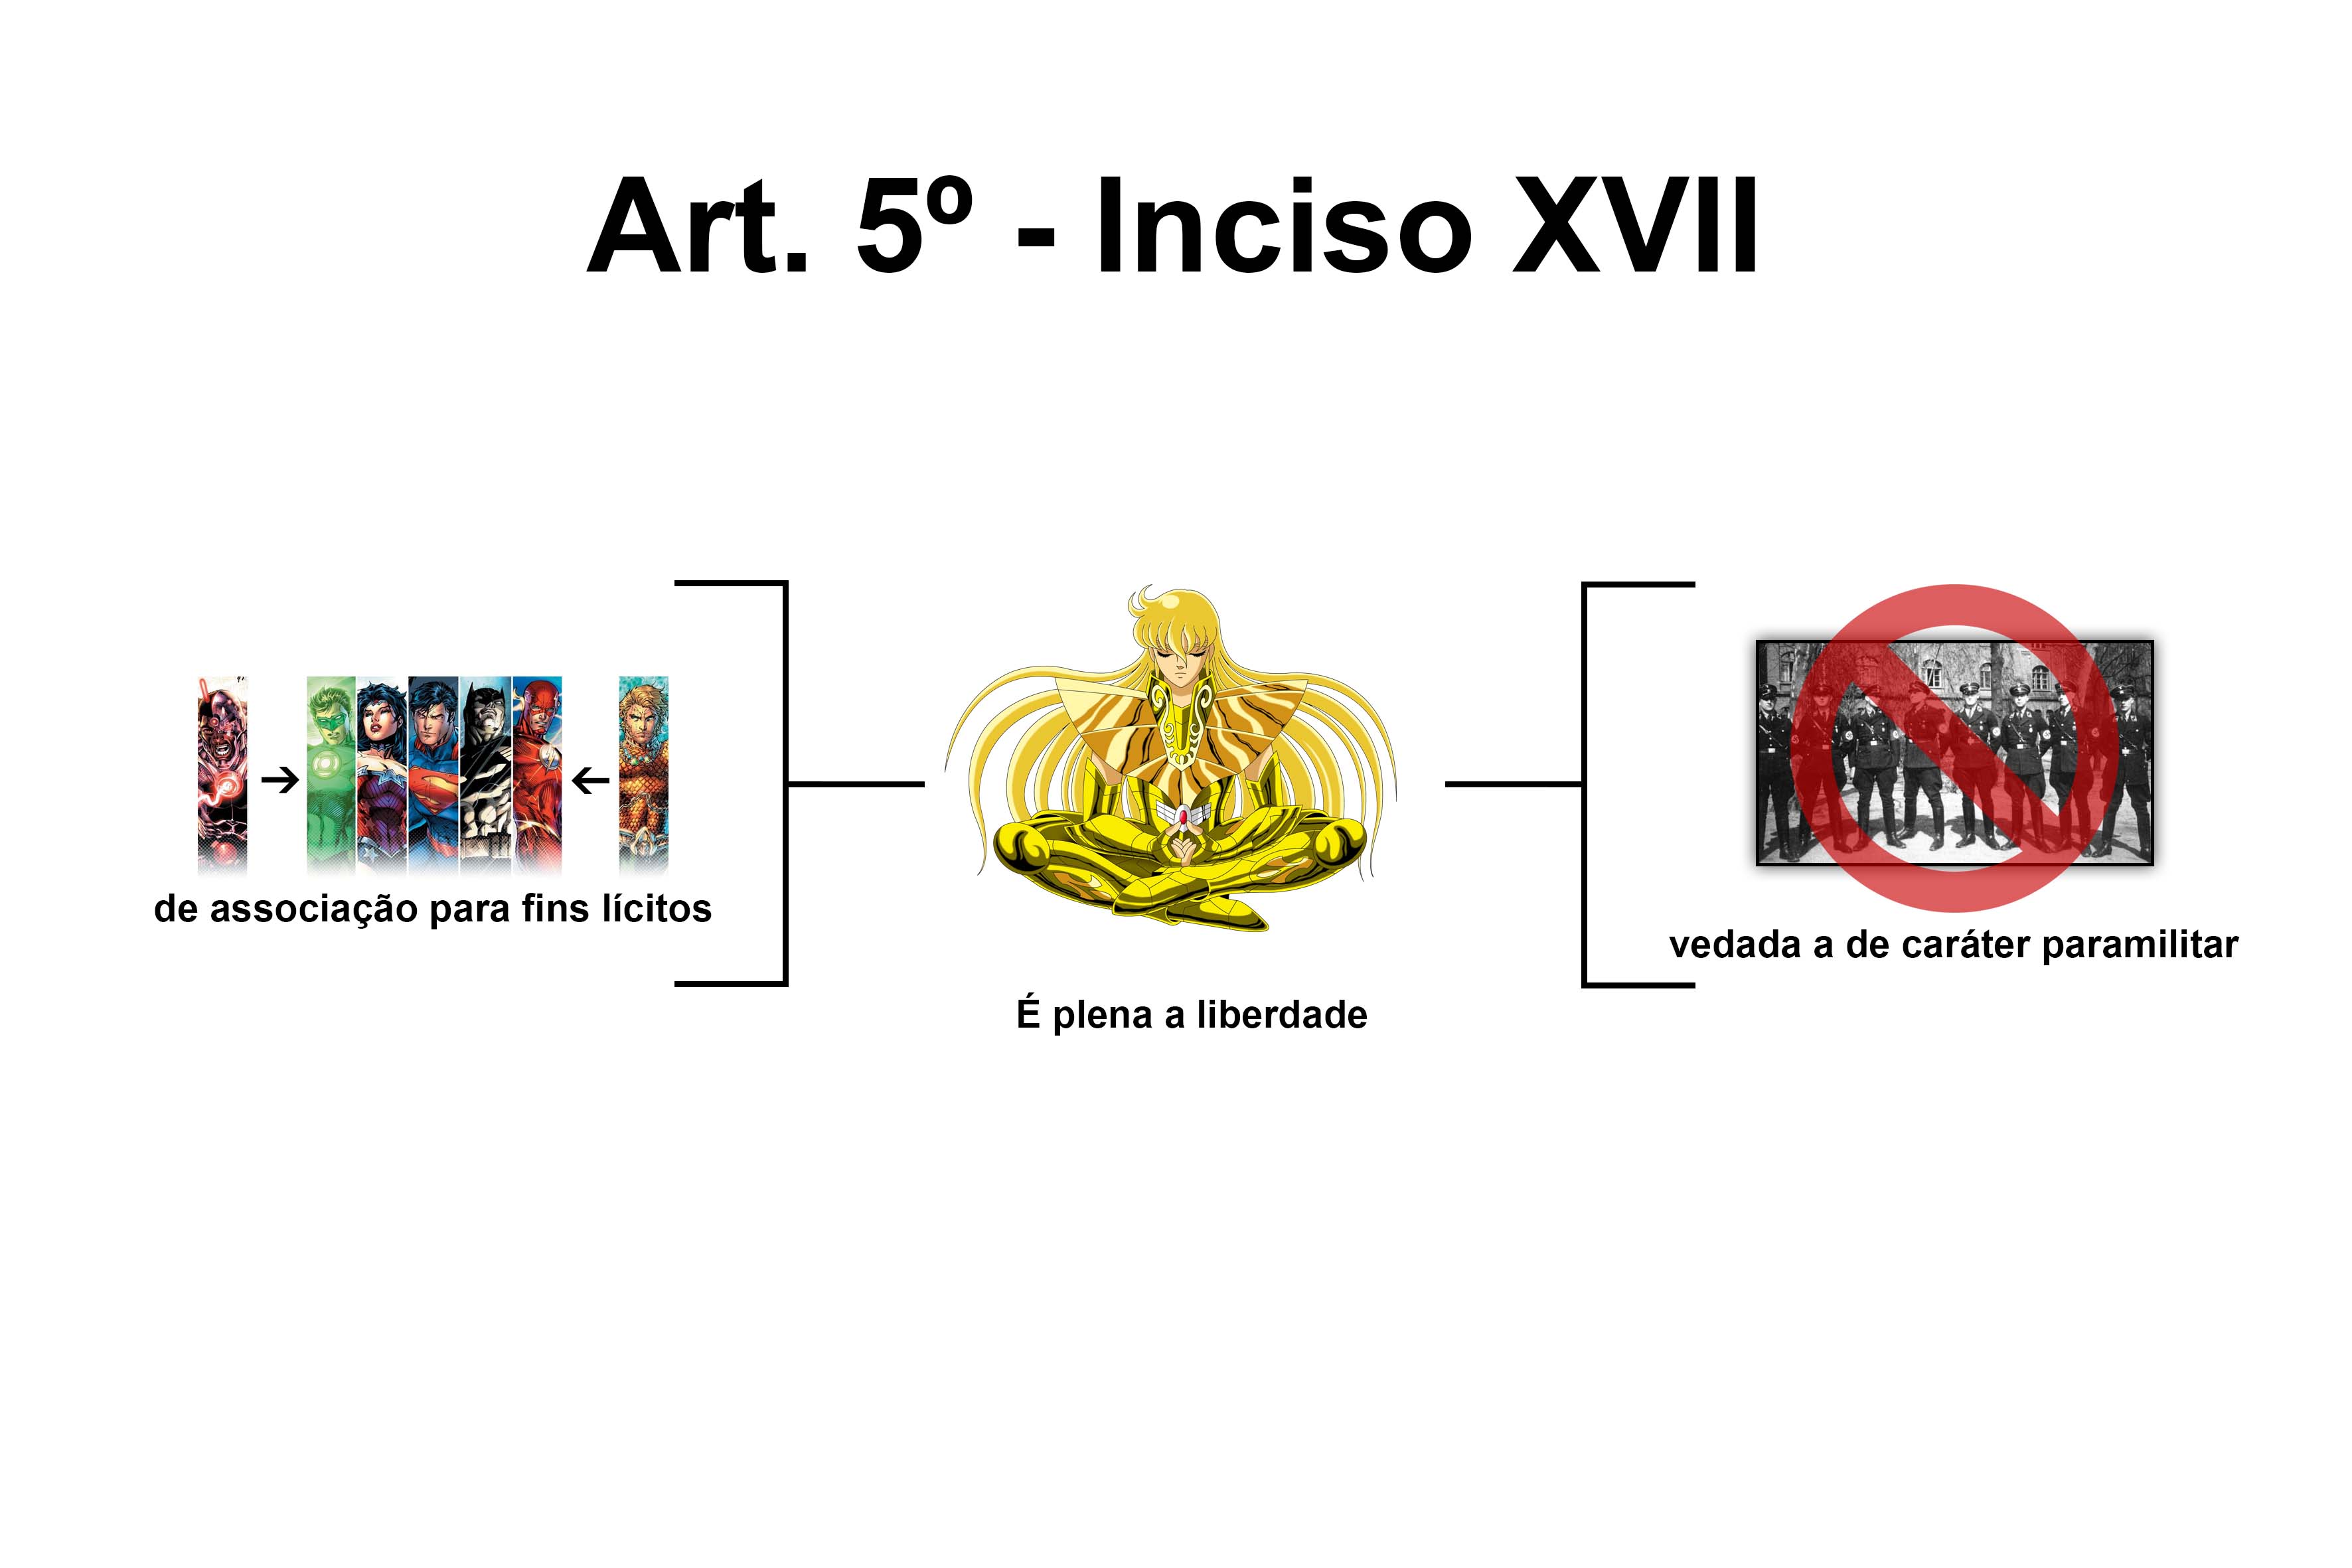 Art. 5º - Inciso XVII
de associação para fins lícitos
É plena a liberdade
vedada a de caráter paramilitar